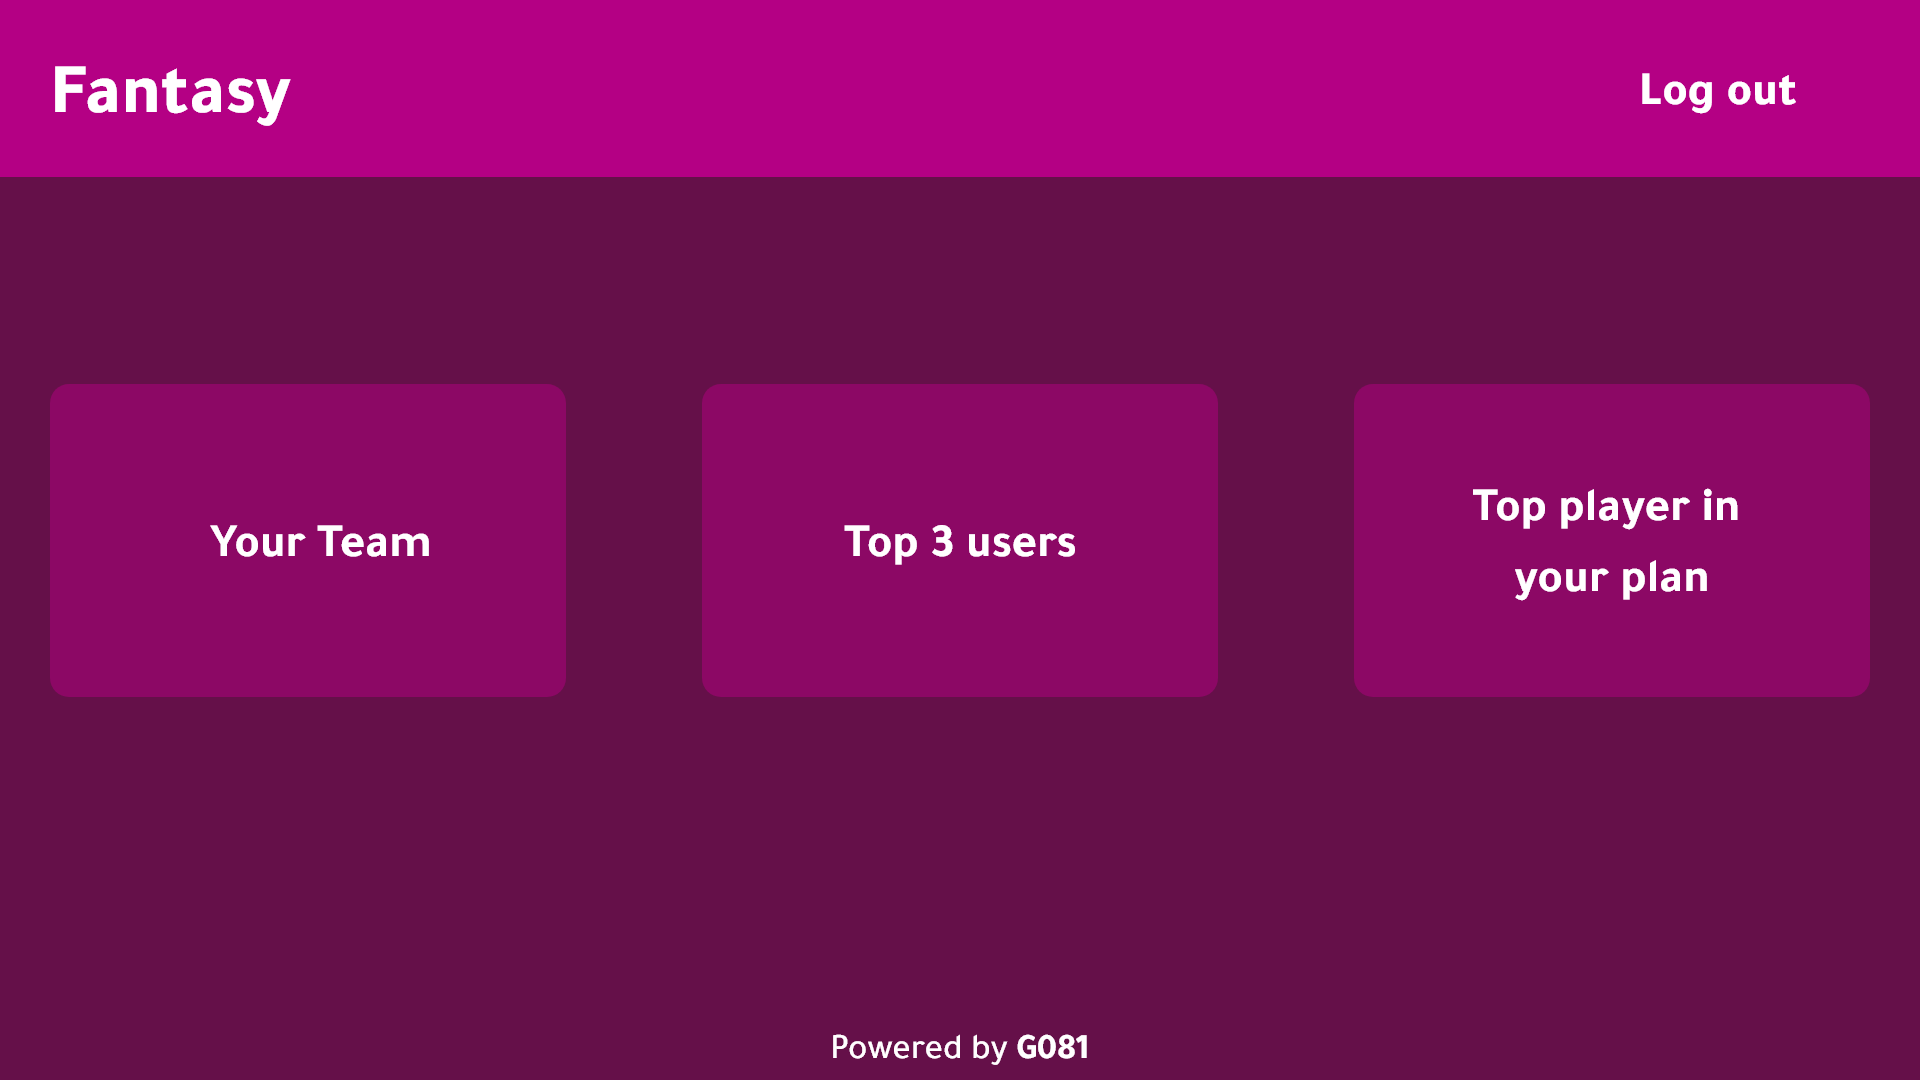 Fantasy
Log out
Your Team
Top 3 users
Top player in
your plan
Powered by G081